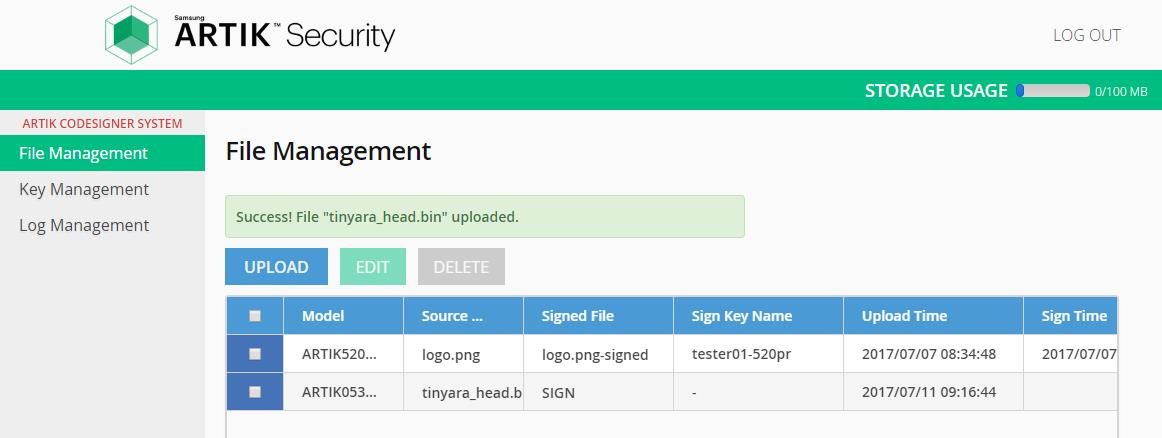 Samsung
ARTIK™ Security
LOG OUT
STORAGE USAGE 0/100 MB
ARTIK CODESIGNER SYSTEM
File Management
Key Management
Log Management
File Management
Success! File "tinyara_head.bin" uploaded.
UPLOAD EDIT DELETE
Model Source ... Signed File Sign Key Name Upload Time Sign Time
ARTIK520... logo.png logo.png-signed tester01-520pr 2017/07/07 08:34:48 2017/07/07
ARTIK053... tinyara_head.b SIGN - 2017/07/11 09:16:44